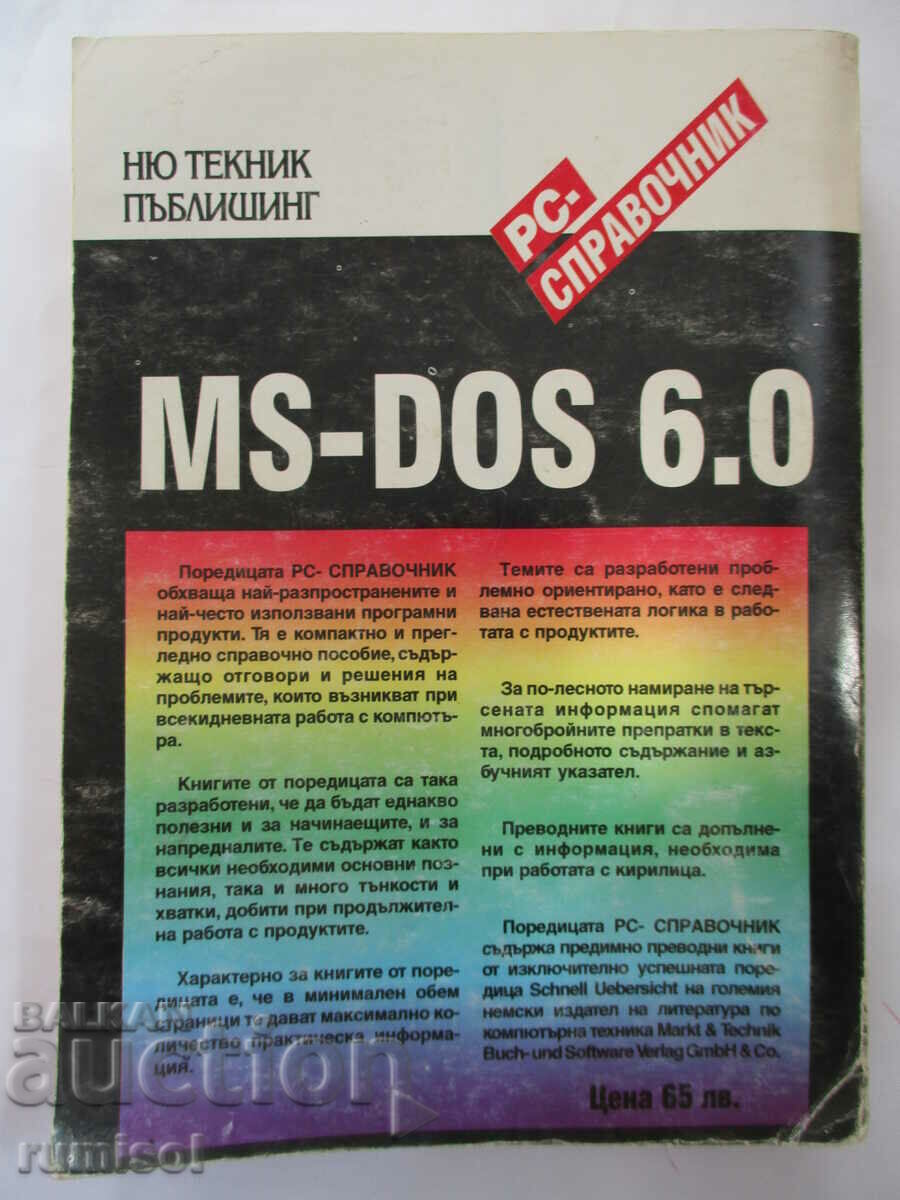 НЮ ТЕКНИК
ПЪБЛИШИНГ
PC-
СПРАВОЧНИК
MS-DOS 6.0
Поредицата PC- СПРАВОЧНИК
обхваща най-разпространените и
най-често използвани програмни
продукти. Тя е компактно и прег-
ледно справочно пособие, съдър-
жащо отговори и решения на
проблемите, които възникват при
всекидневната работа с компютъ-
ра.
Книгите от поредицата са така
разработени, че да бъдат еднакво
полезни и за начинаещите, и за
напредналите. Те съдържат както
всички необходими основни поз-
нания, така и много тънкости и
хватки, добити при продължител-
на работа с продуктите.
Характерно за книгите от поре-
дицата е, че в минимален обем
страници те дават максимално ко-
личество практическа информа-
ция.
Темите са разработени проб-
лемно ориентирано, като е след-
вана естествената логика в рабо-
тата с продуктите.
За по-лесното намиране на тър-
сената информация спомагат
многобройните препратки в текс-
та, подробното съдържание и аз-
бучният указател.
Преводните книги са допълне-
ни с информация, необходима
при работата с кирилица.
Поредицата PC- СПРАВОЧНИК
съдържа предимно преводни книги
от изключително успешната поре-
дица Schnell Uebersicht на големия
немски издател на литература по
компютърна техника Markt & Technik
Buch- und Software Verlag GmbH & Co.
Цена 65 лв.
BALKAN
auction
rumisol